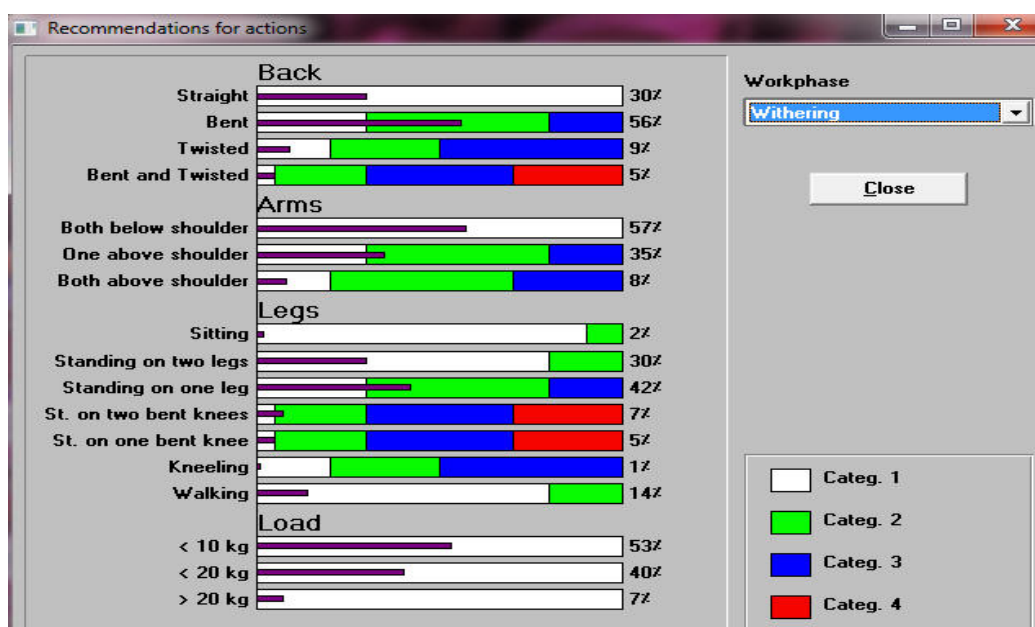 Recommendations for actions
Back
Straight 30%
Bent 56%
Twisted 9%
Bent and Twisted 5%
Arms
Both below shoulder 57%
One above shoulder 35%
Both above shoulder 8%
Legs
Sitting 2%
Standing on two legs 30%
Standing on one leg 42%
St. on two bent knees 7%
St. on one bent knee 5%
Kneeling 1%
Walking 14%
Load
< 10 kg 53%
< 20 kg 40%
> 20 kg 7%
Workphase
Withering
Close
Categ. 1
Categ. 2
Categ. 3
Categ. 4